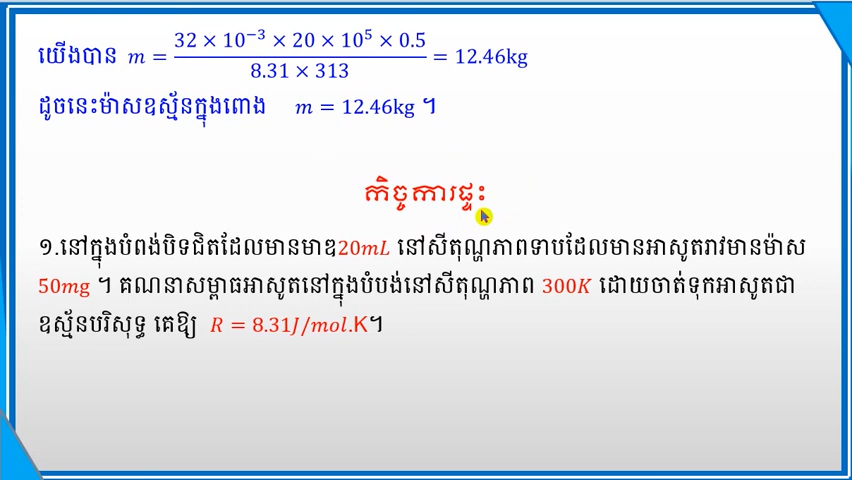 យើងបាន m = \frac{32 × 10^{-3} × 20 × 10^{5} × 0.5}{8.31 × 313} = 12.46kg
ដូចនេះម៉ាសឧស្ម័នក្នុងពោង m = 12.46kg ។
កិច្ចការផ្ទះ
១.នៅក្នុងបំពង់បិទជិតដែលមានមាឌ20mL នៅសីតុណ្ហភាពទាបដែលមានអាសូតរាវមានម៉ាស
50mg ។ គណនាសម្ពាធអាសូតនៅក្នុងបំបង់នៅសីតុណ្ហភាព 300K ដោយចាត់ទុកអាសូតជា
ឧស្ម័នបរិសុទ្ធ គេឱ្យ R = 8.31J/mol.K។